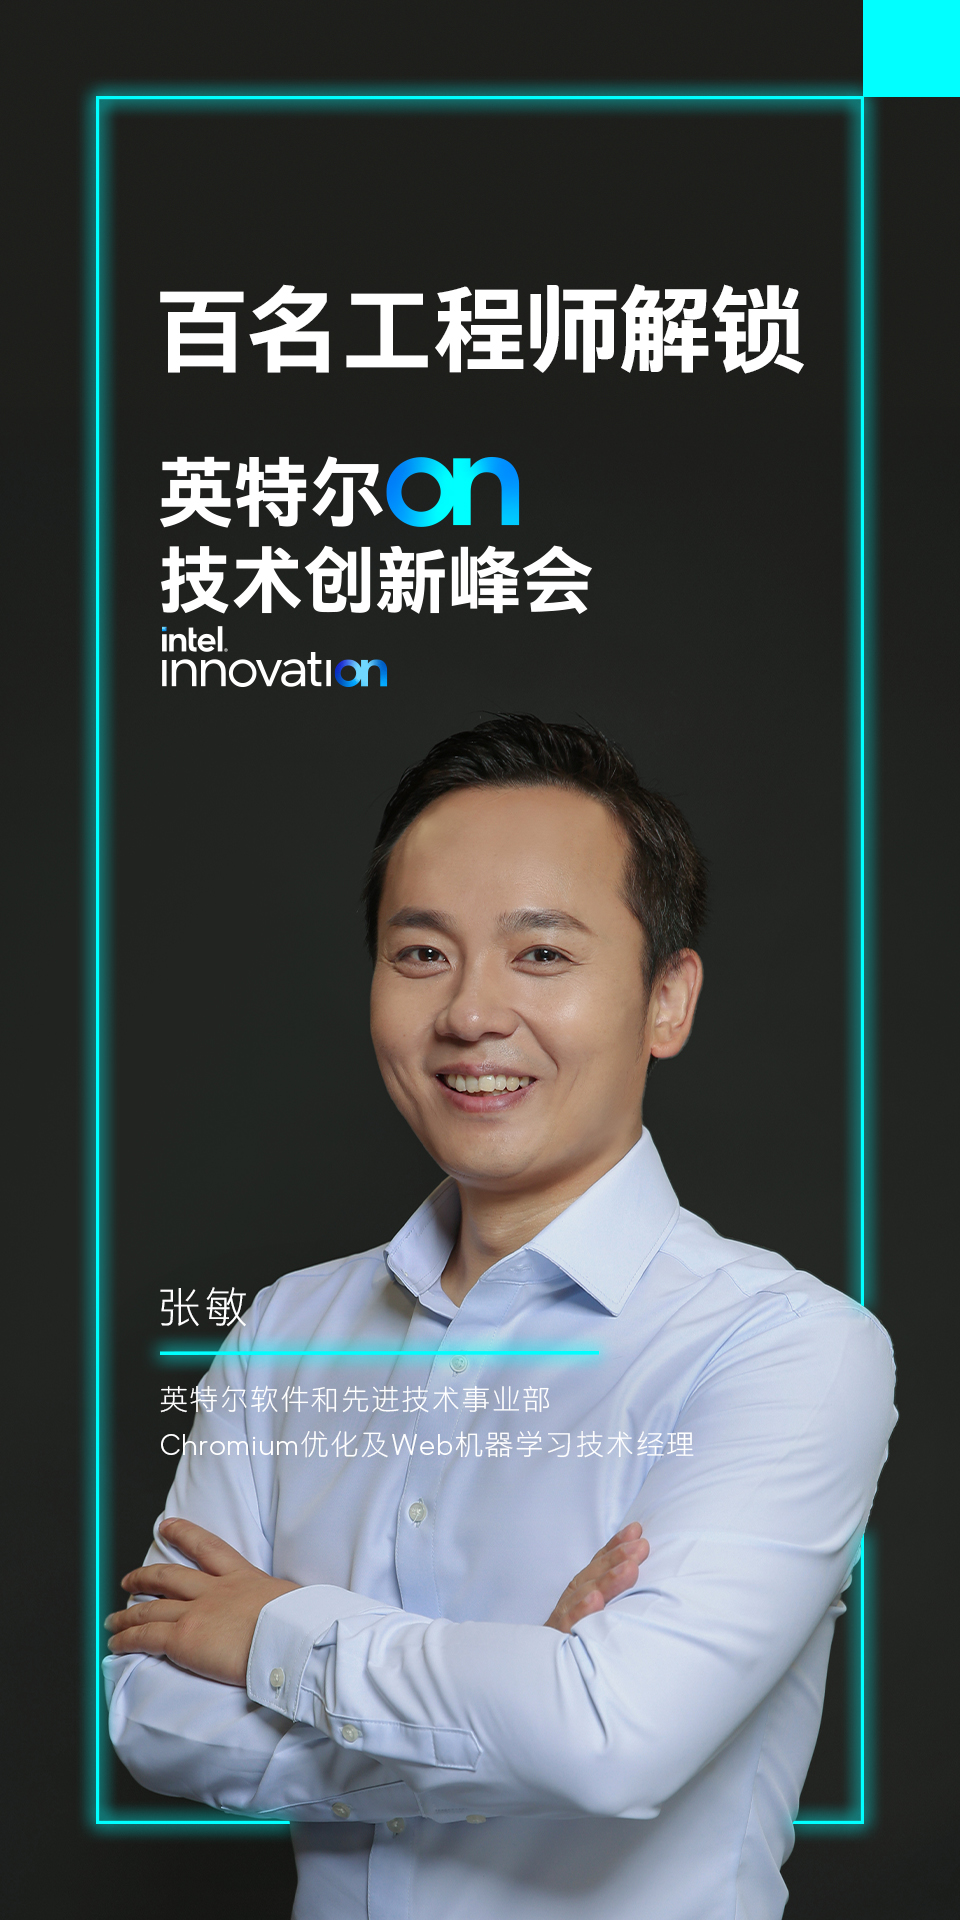 百名工程师解锁
英特尔on
技术创新峰会
intel.
innovation
张敏
英特尔软件和先进技术事业部
Chromium优化及Web机器学习技术经理